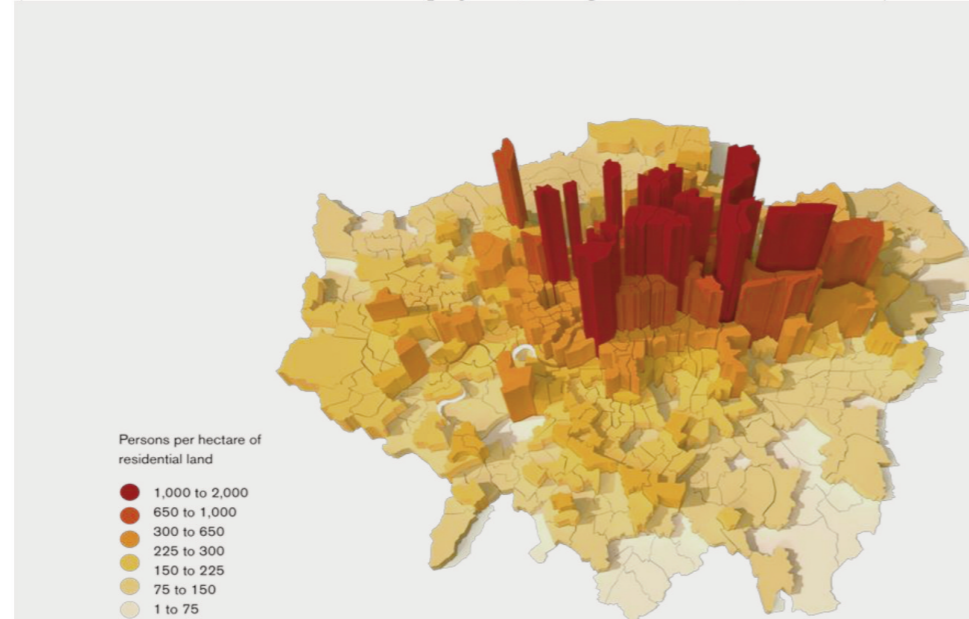 Persons per hectare of
residential land
1,000 to 2,000
650 to 1,000
300 to 650
225 to 300
150 to 225
75 to 150
1 to 75